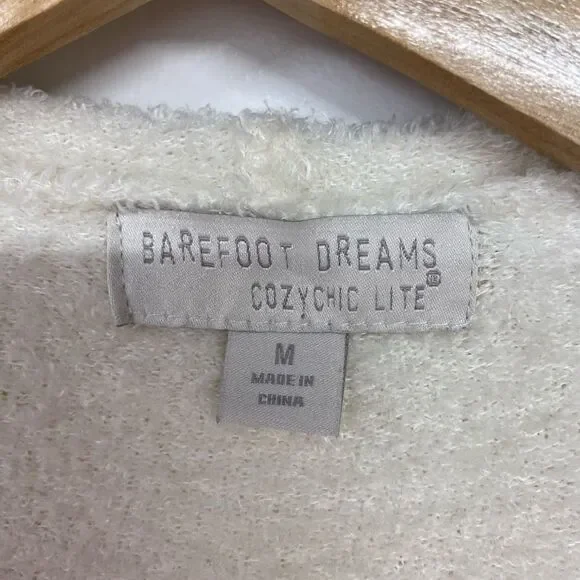 BAREFOOT DREAMS
COZYCHIC LITE®
M
MADE IN
CHINA